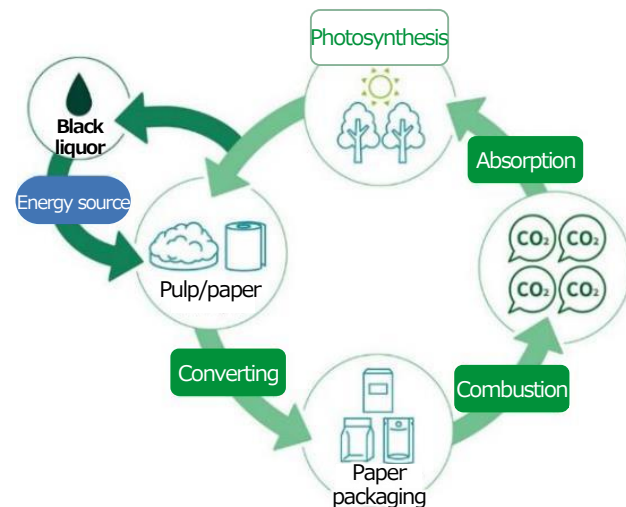 Photosynthesis
Black
liquor
Absorption
Energy source
CO₂ CO₂
CO₂ CO₂
Pulp/paper
Converting
Combustion
Paper
packaging